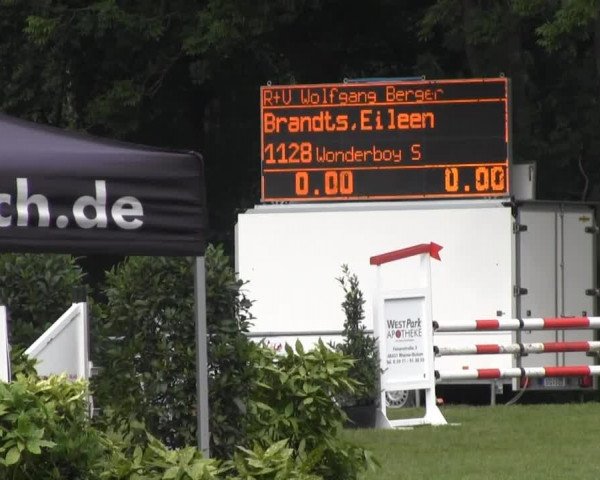 R+V Wolfgang Berger
Brandts,Eileen
1128 Wonderboy S
0.00 0.00
ch.de
WESTPark
APOTHEKE